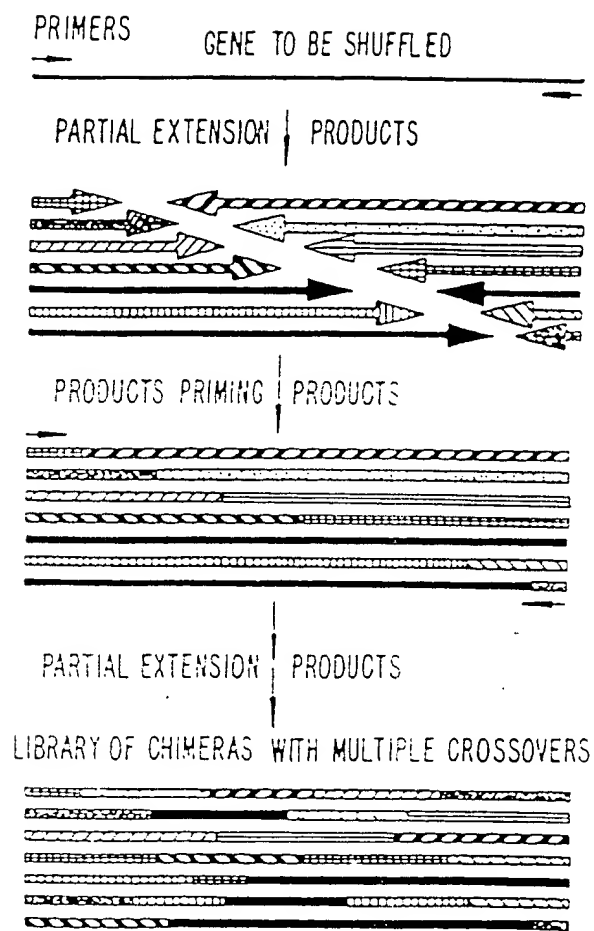 PRIMERS
GENE TO BE SHUFFLED
PARTIAL EXTENSION PRODUCTS
PRODUCTS PRIMING PRODUCTS
PARTIAL EXTENSION PRODUCTS
LIBRARY OF CHIMERAS WITH MULTIPLE CROSSOVERS